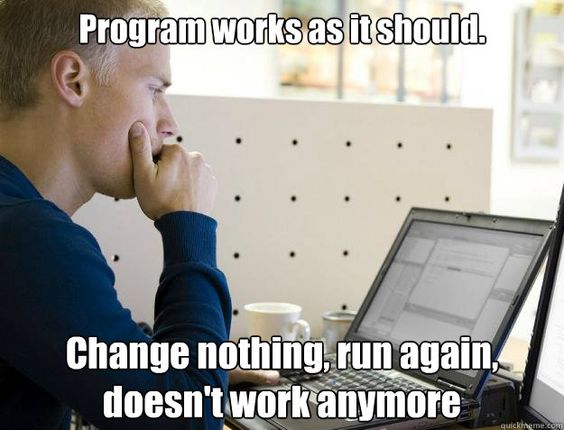 Program works as it should.
Change nothing, run again,
doesn't work anymore
quickmeme.com